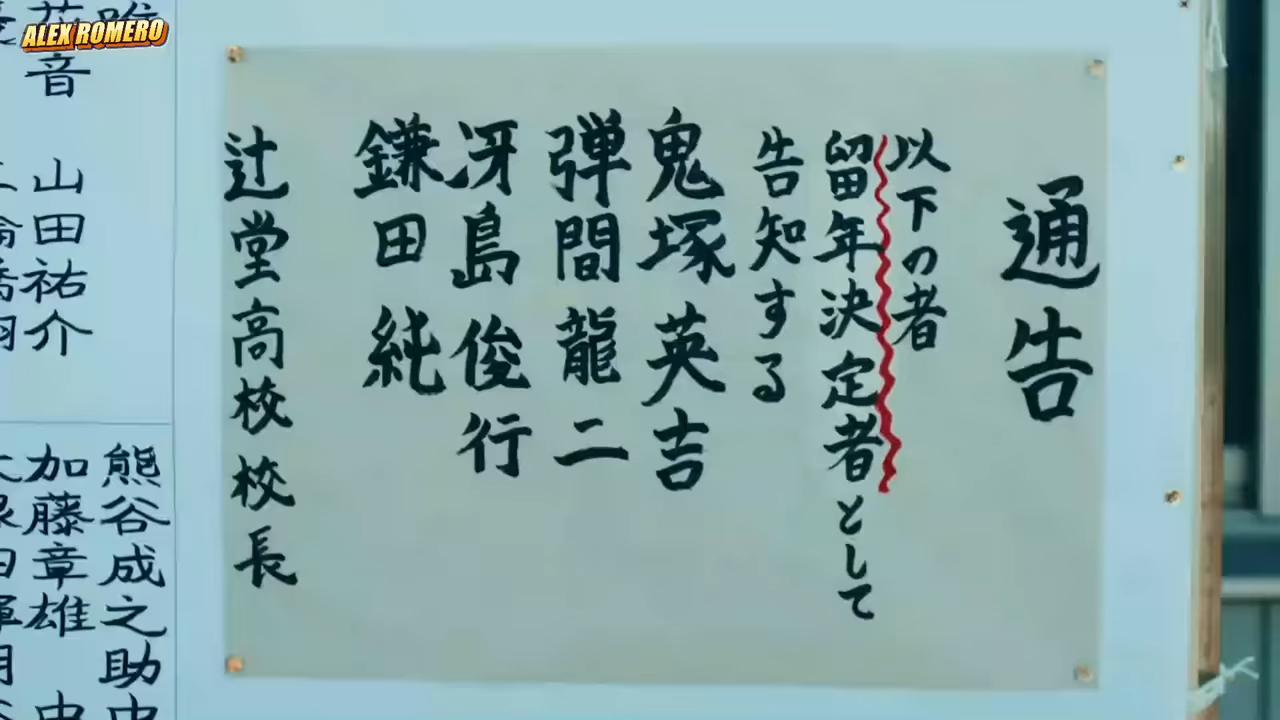 ALEX ROMERO
通告
以下の者
留年決定者として
告知する
鬼塚英吉
弾間龍二
冴島俊行
鎌田純
辻堂高校校長
熊谷成之助
加藤章雄
山田祐介
花音